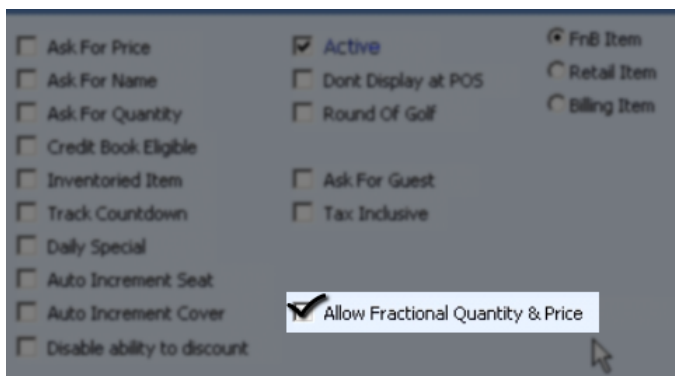 Ask For Price
Ask For Name
Ask For Quantity
Credit Book Eligible
Inventoried Item
Track Countdown
Daily Special
Auto Increment Seat
Auto Increment Cover
Disable ability to discount
Active
Dont Display at POS
Round Of Golf
Ask For Guest
Tax Inclusive
Allow Fractional Quantity & Price
FnB Item
Retail Item
Billing Item